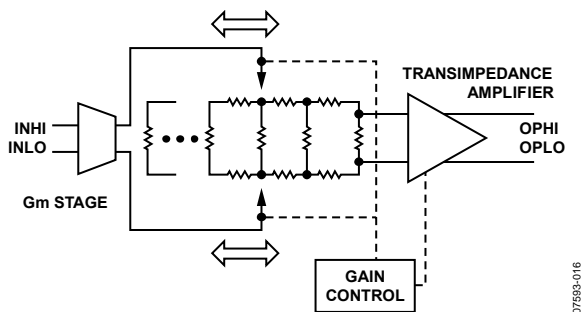 TRANSIMPEDANCE
AMPLIFIER
INHI
INLO
OPHI
OPLO
Gm STAGE
GAIN
CONTROL
07593-016